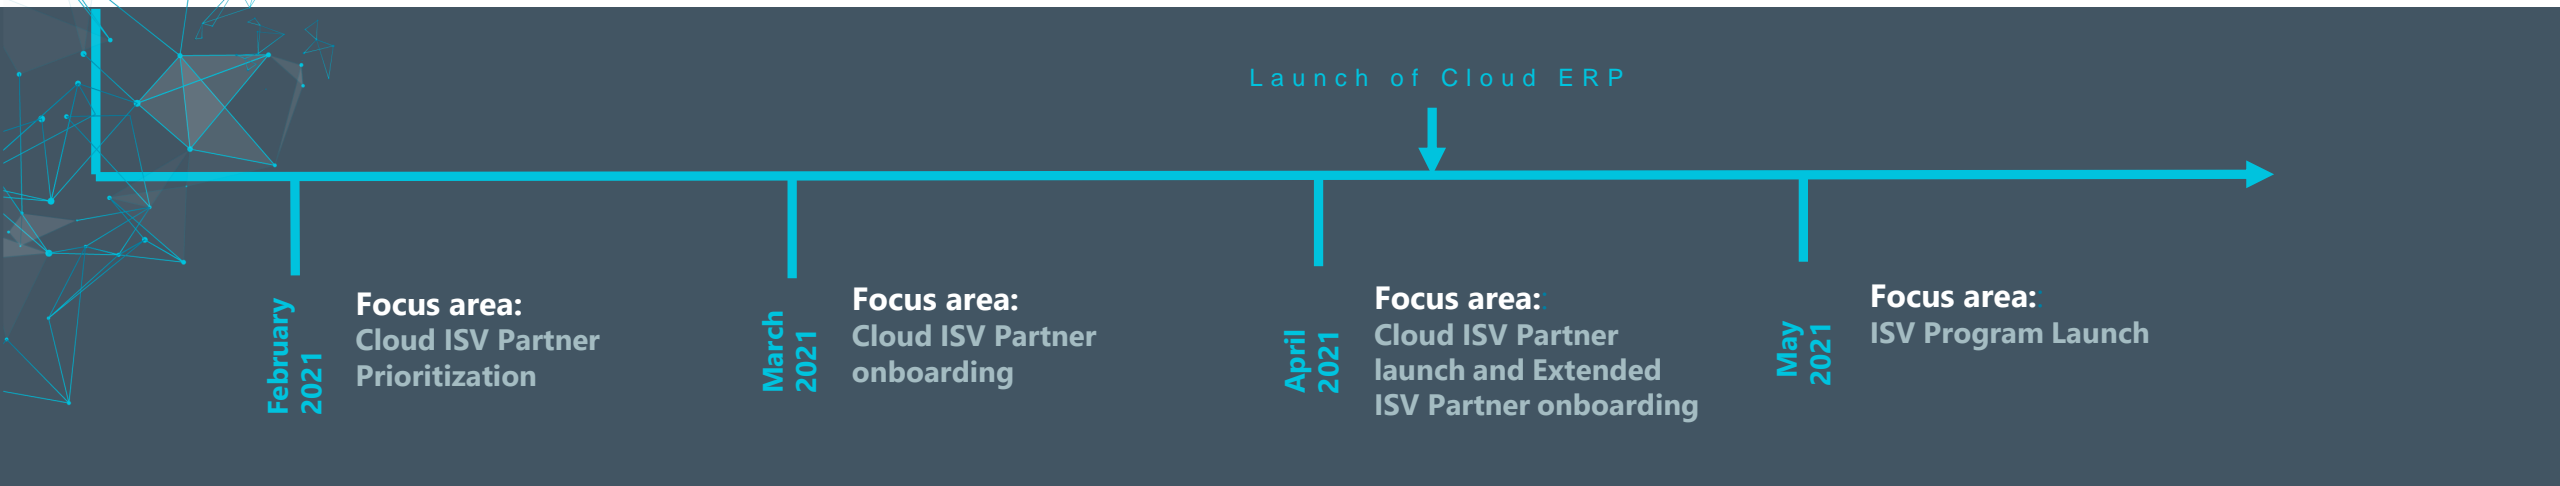 Launch of Cloud ERP
February
2021
Focus area:
Cloud ISV Partner
Prioritization
March
2021
Focus area:
Cloud ISV Partner
onboarding
April
2021
Focus area::
Cloud ISV Partner
launch and Extended
ISV Partner onboarding
May
2021
Focus area::
ISV Program Launch